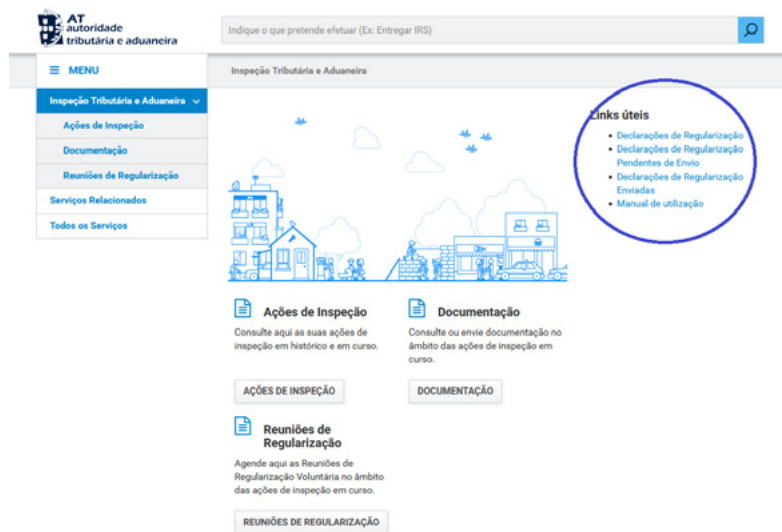 AT
autoridade
tributária e aduaneira
Indique o que pretende efetuar (Ex: Entregar IRS)
MENU
Inspeção Tributária e Aduaneira
Inspeção Tributária e Aduaneira
Ações de Inspeção
Documentação
Reuniões de Regularização
Serviços Relacionados
Todos os Serviços
Links úteis
Declarações de Regularização
Declarações de Regularização
Pendentes de Envio
Declarações de Regularização
Enviadas
Manual de utilização
Ações de Inspeção
Consulte aqui as suas ações de
inspeção em histórico e em curso.
AÇÕES DE INSPEÇÃO
Documentação
Consulte ou envie documentação no
âmbito das ações de inspeção em
curso.
DOCUMENTAÇÃO
Reuniões de
Regularização
Agende aqui as Reuniões de
Regularização Voluntária no âmbito
das ações de inspeção em curso.
REUNIÕES DE REGULARIZAÇÃO